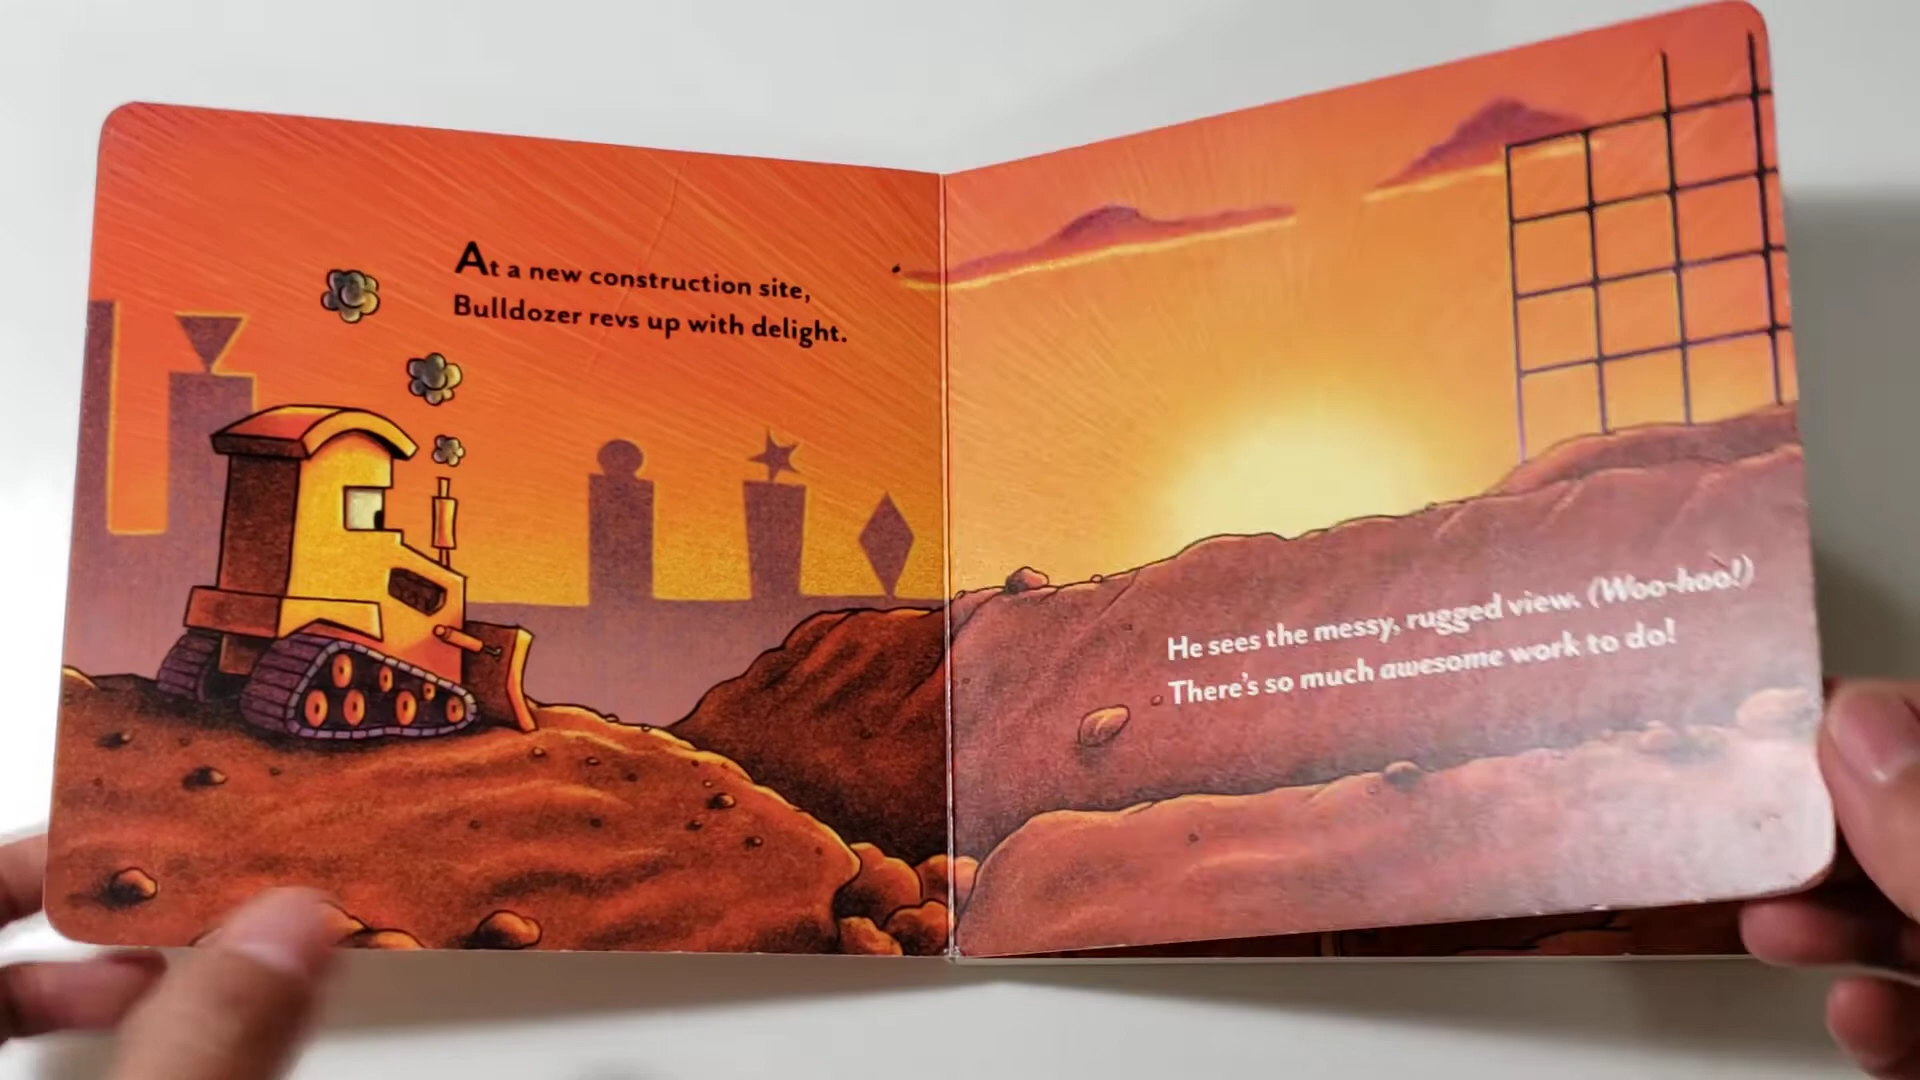 At a new construction site,
Bulldozer revs up with delight.
He sees the messy, rugged view. (Woo-hoo!)
There's so much awesome work to do!